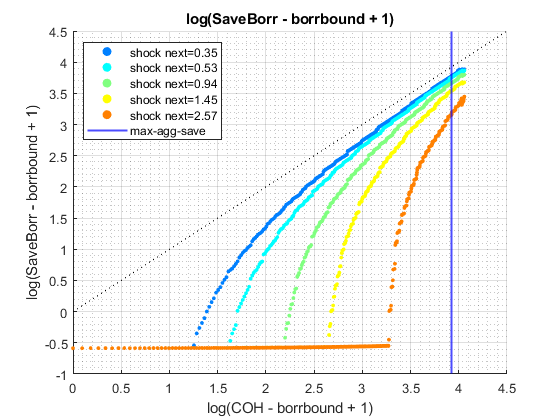 log(SaveBorr - borrbound + 1)
shock next=0.35
shock next=0.53
shock next=0.94
shock next=1.45
shock next=2.57
max-agg-save
4.5
4
3.5
3
2.5
2
1.5
1
0.5
0
-0.5
-1
log(SaveBorr - borrbound + 1)
0
0.5
1
1.5
2
2.5
3
3.5
4
4.5
log(COH - borrbound + 1)